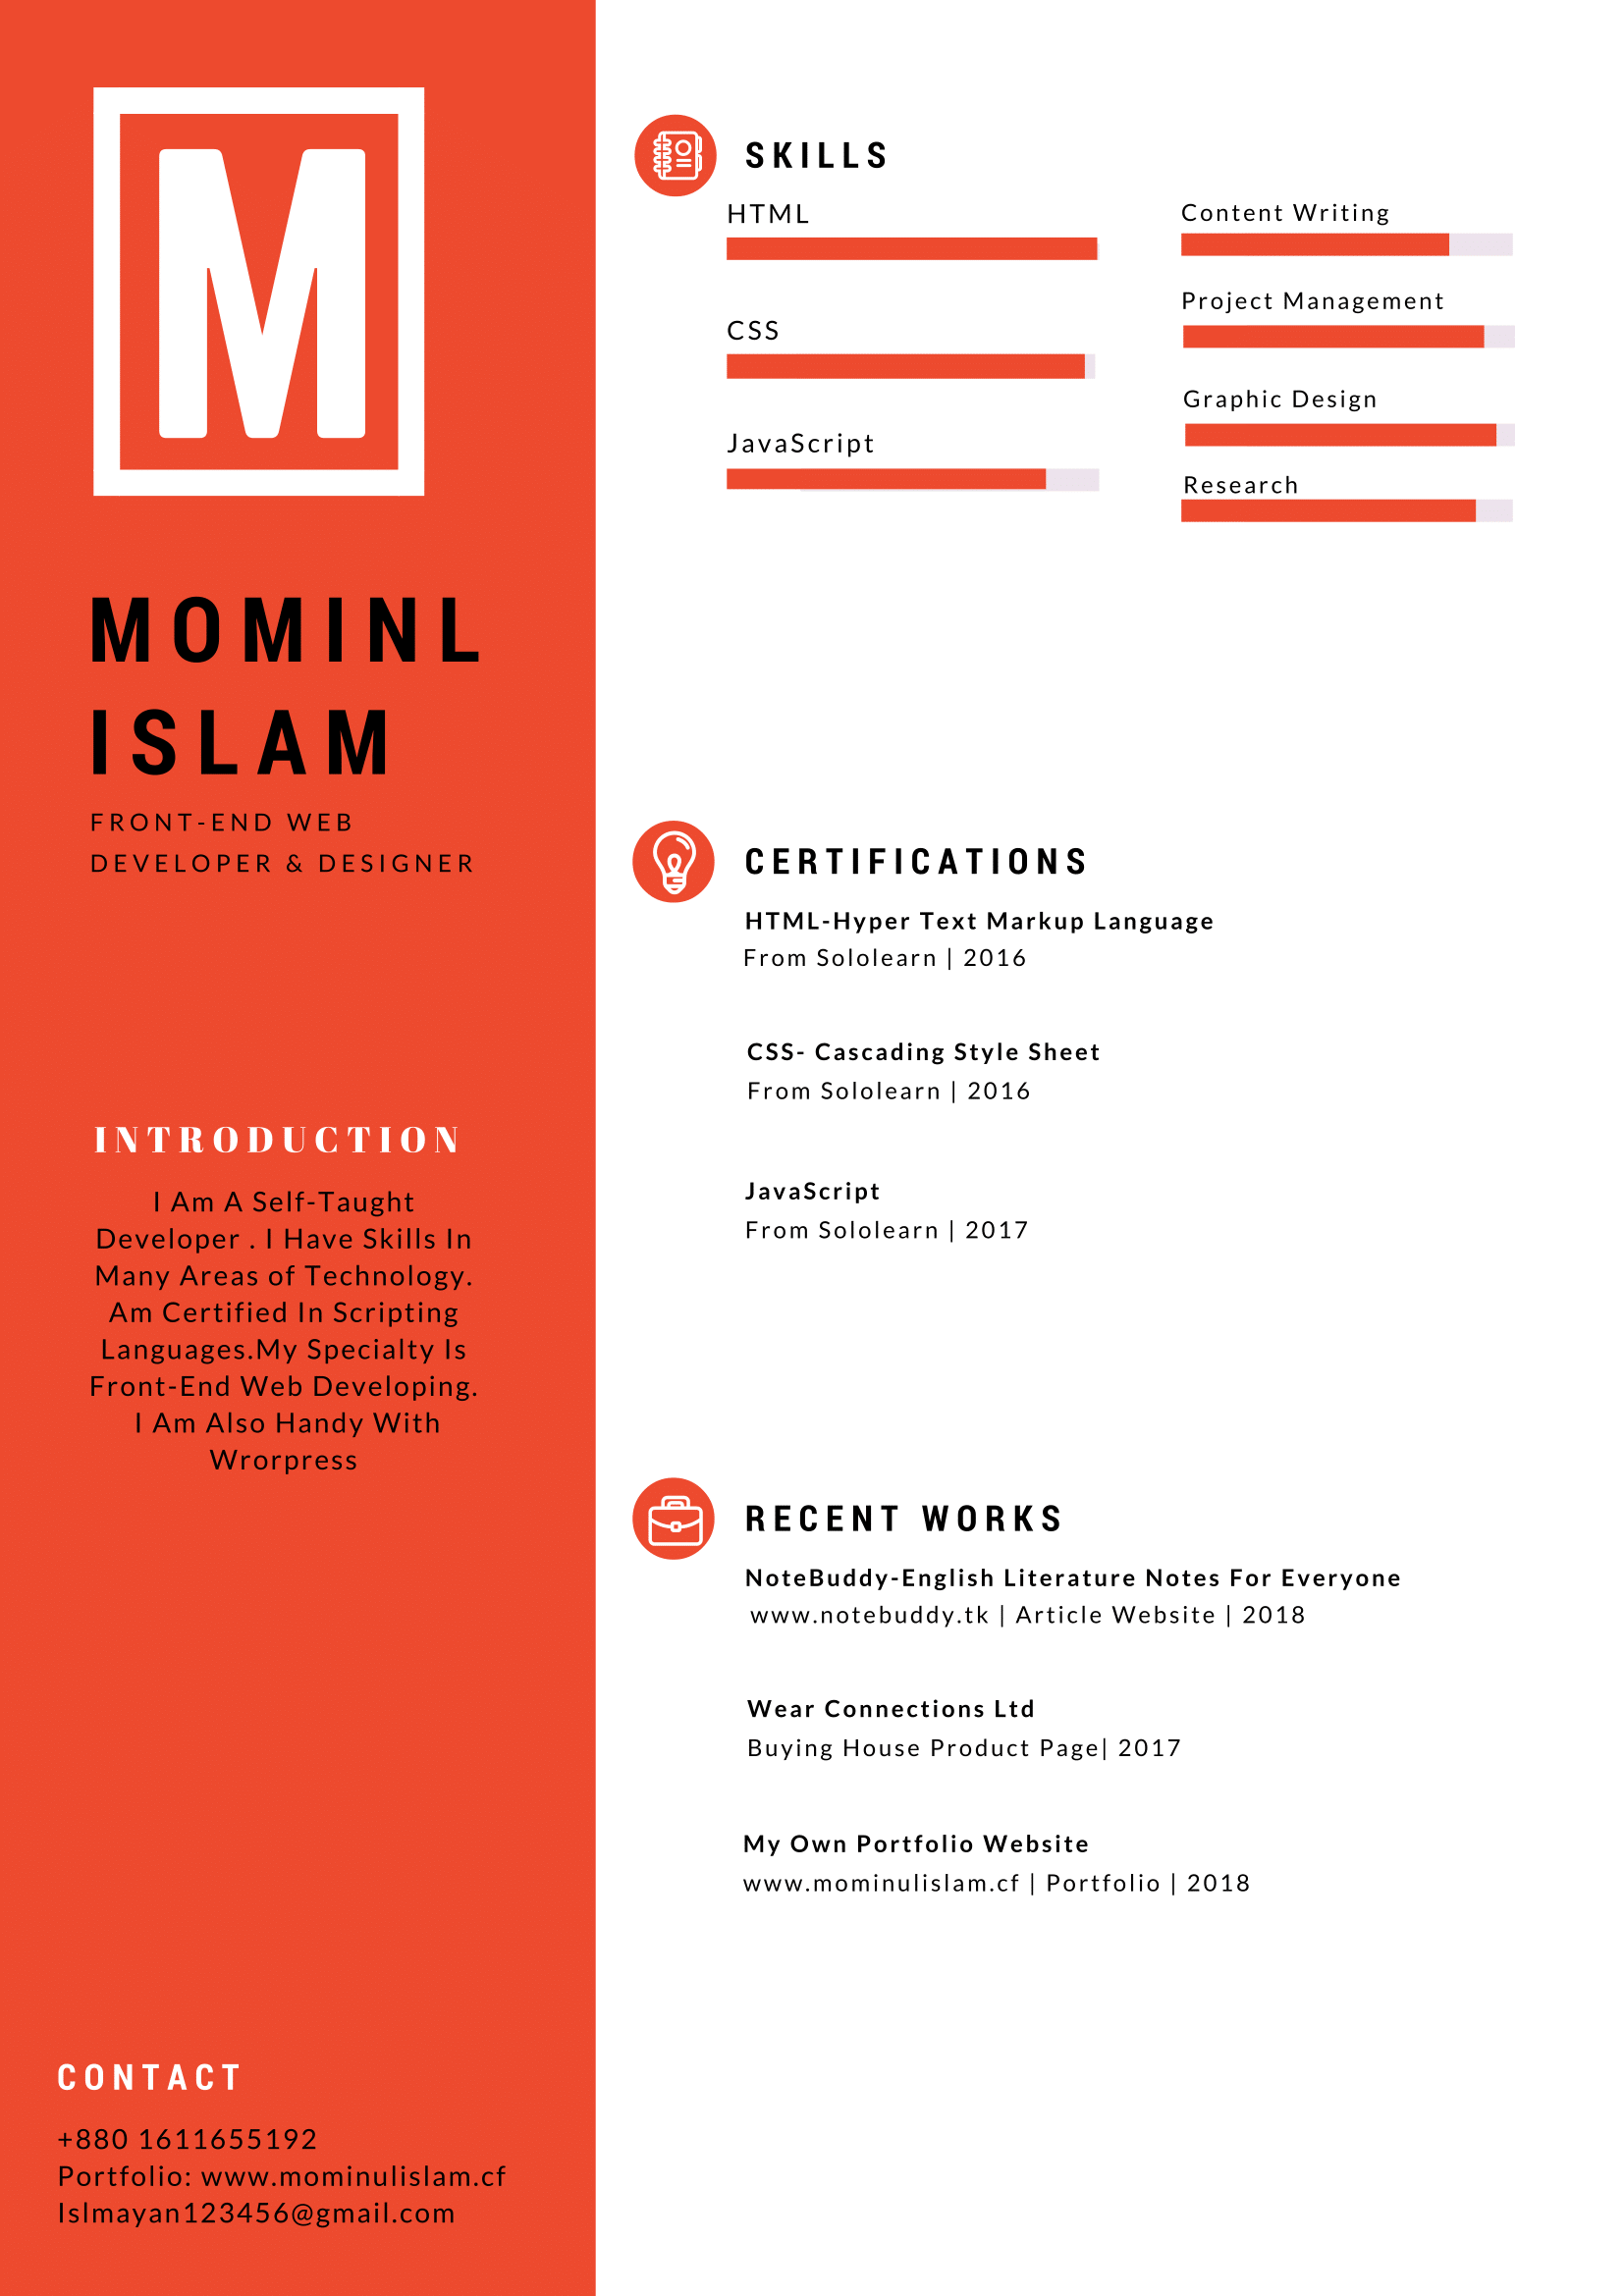 M
MOMINL
ISLAM
FRONT-END WEB
DEVELOPER & DESIGNER
INTRODUCTION
I Am A Self-Taught
Developer . I Have Skills In
Many Areas of Technology.
Am Certified In Scripting
Languages.My Specialty Is
Front-End Web Developing.
I Am Also Handy With
Wrorpress
CONTACT
+880 1611655192
Portfolio: www.mominulislam.cf
Islmayan123456@gmail.com
SKILLS
HTML
CSS
JavaScript
Content Writing
Project Management
Graphic Design
Research
CERTIFICATIONS
HTML-Hyper Text Markup Language
From Sololearn | 2016
CSS- Cascading Style Sheet
From Sololearn | 2016
JavaScript
From Sololearn | 2017
RECENT WORKS
NoteBuddy-English Literature Notes For Everyone
www.notebuddy.tk | Article Website | 2018
Wear Connections Ltd
Buying House Product Page| 2017
My Own Portfolio Website
www.mominulislam.cf | Portfolio | 2018